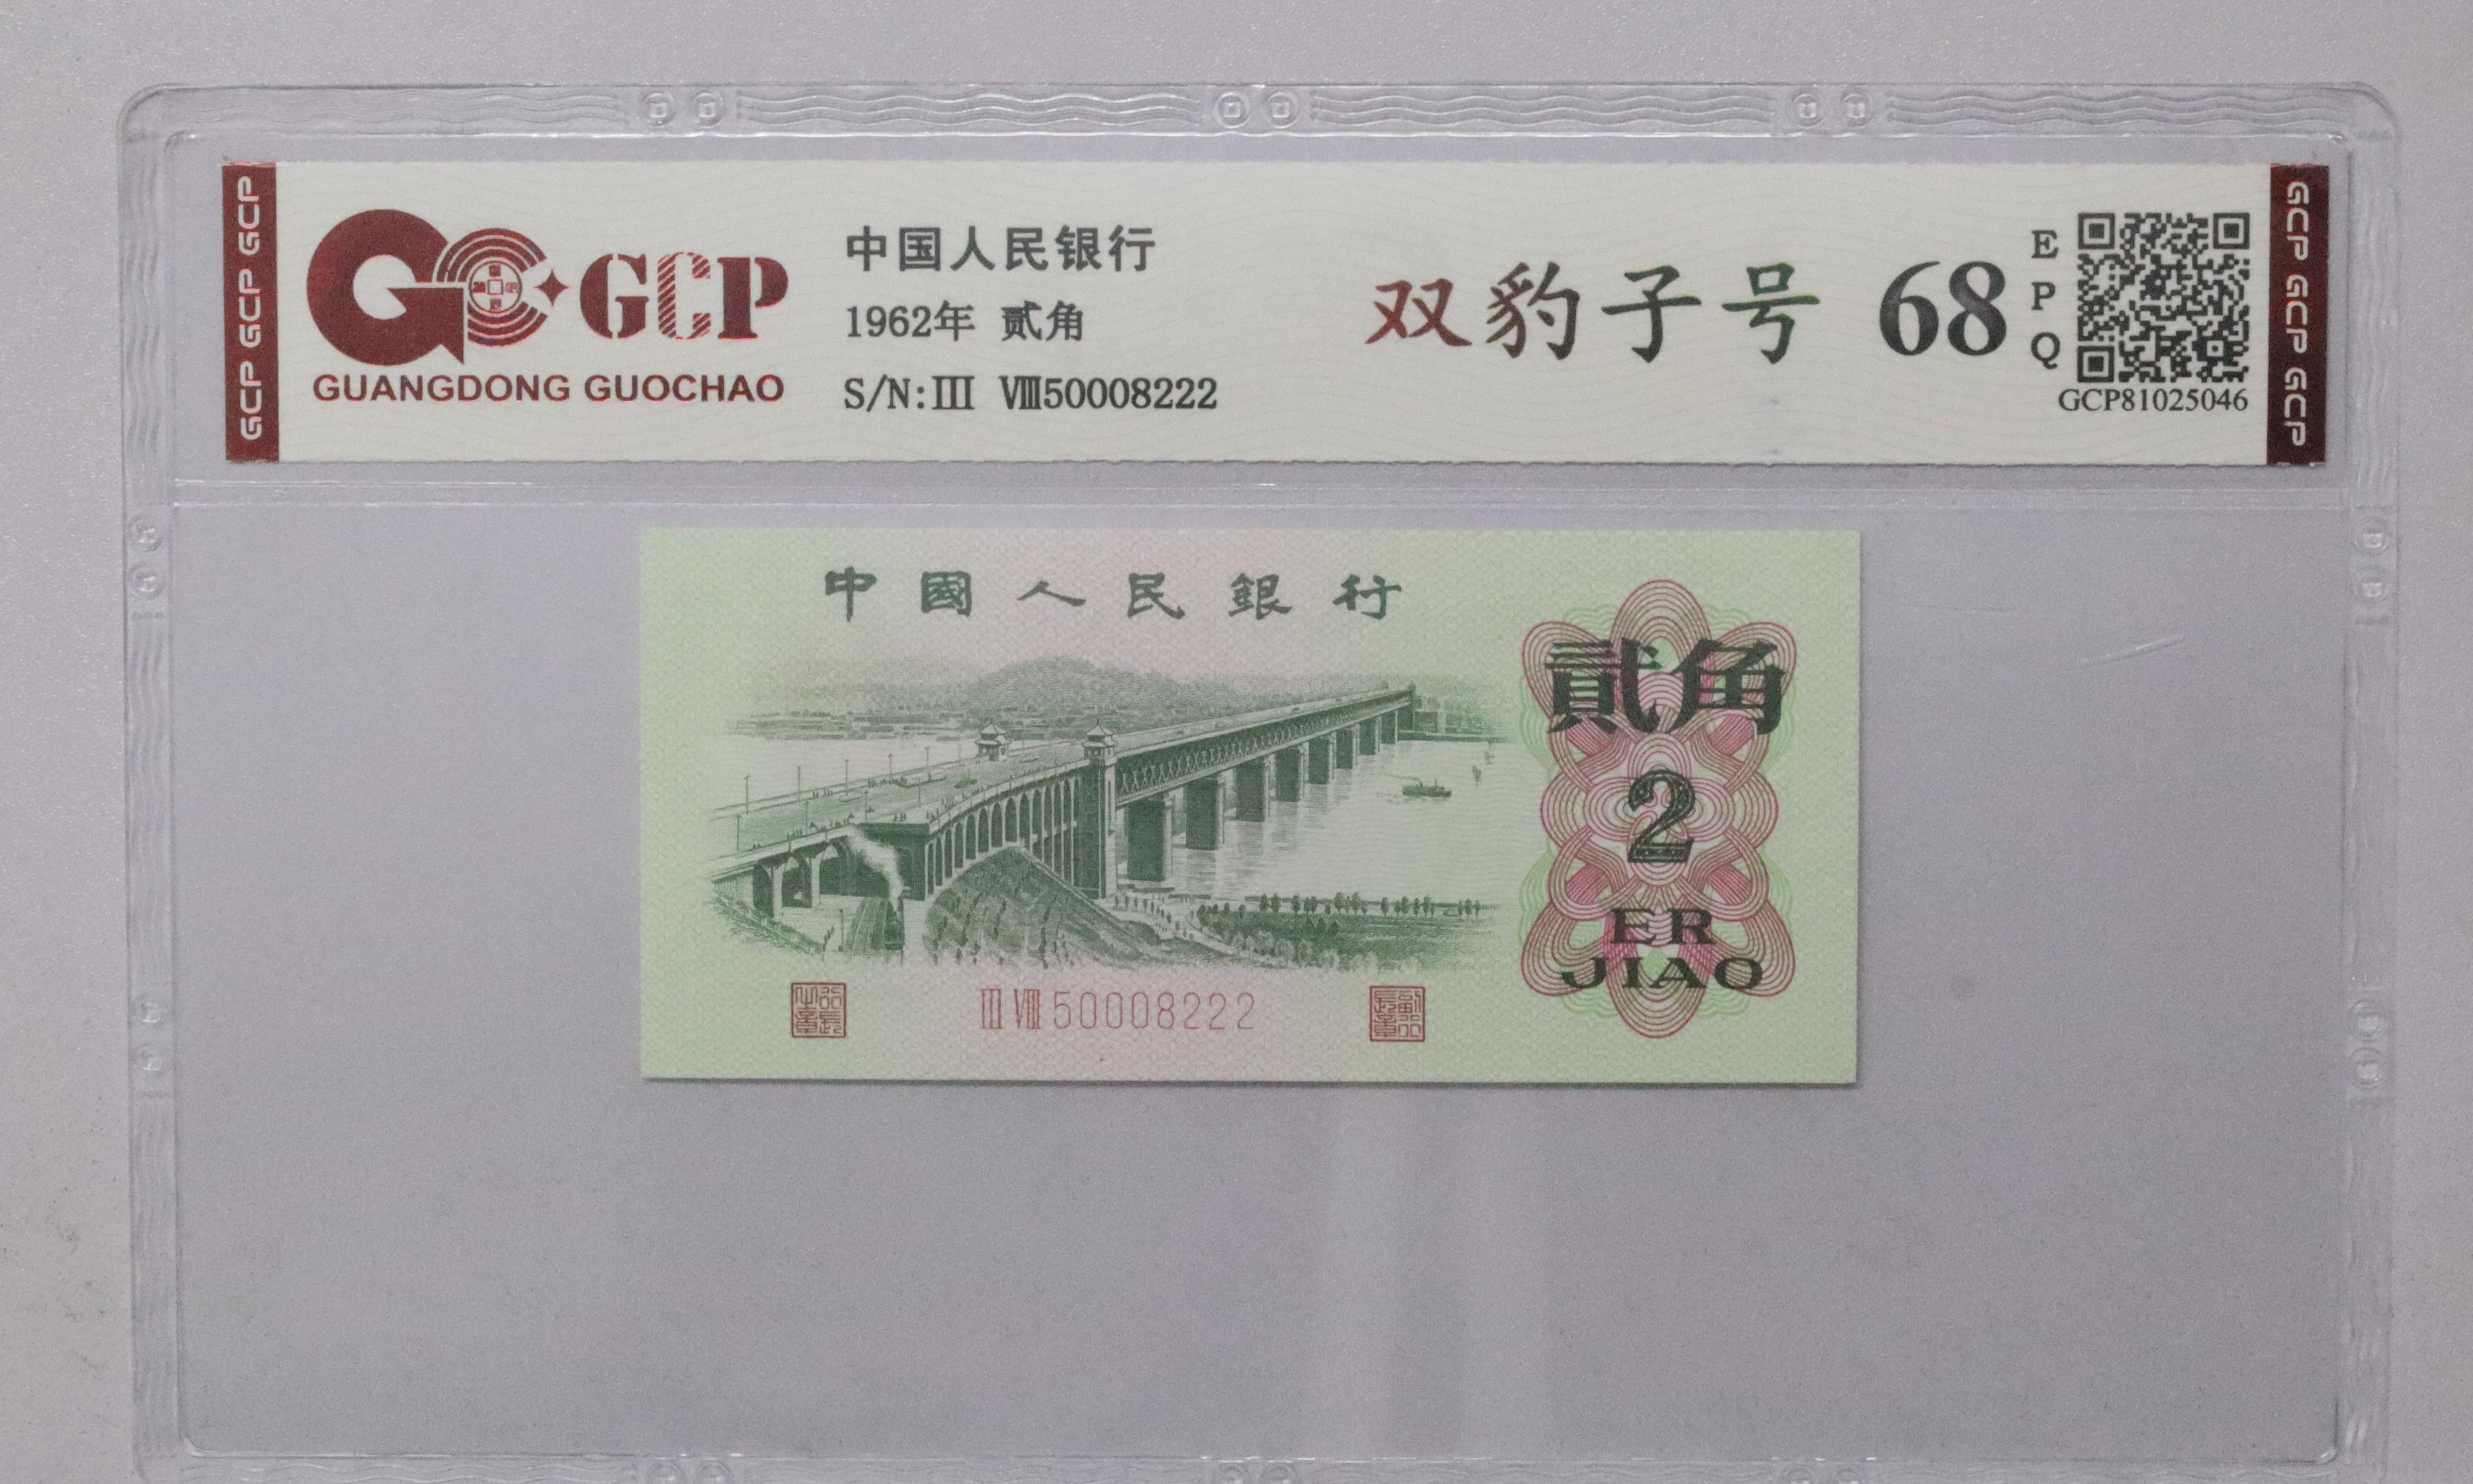 GCP GCP GCP
GCP
GUANGDONG GUOCHAO
中国人民银行
1962年 贰角
S/N:III VIII50008222
双豹子号 68
E
P
Q
GCP81025046
GCP GCP GCP
中國人民銀行
貳角
2
ER
JIAO
III VIII 50008222